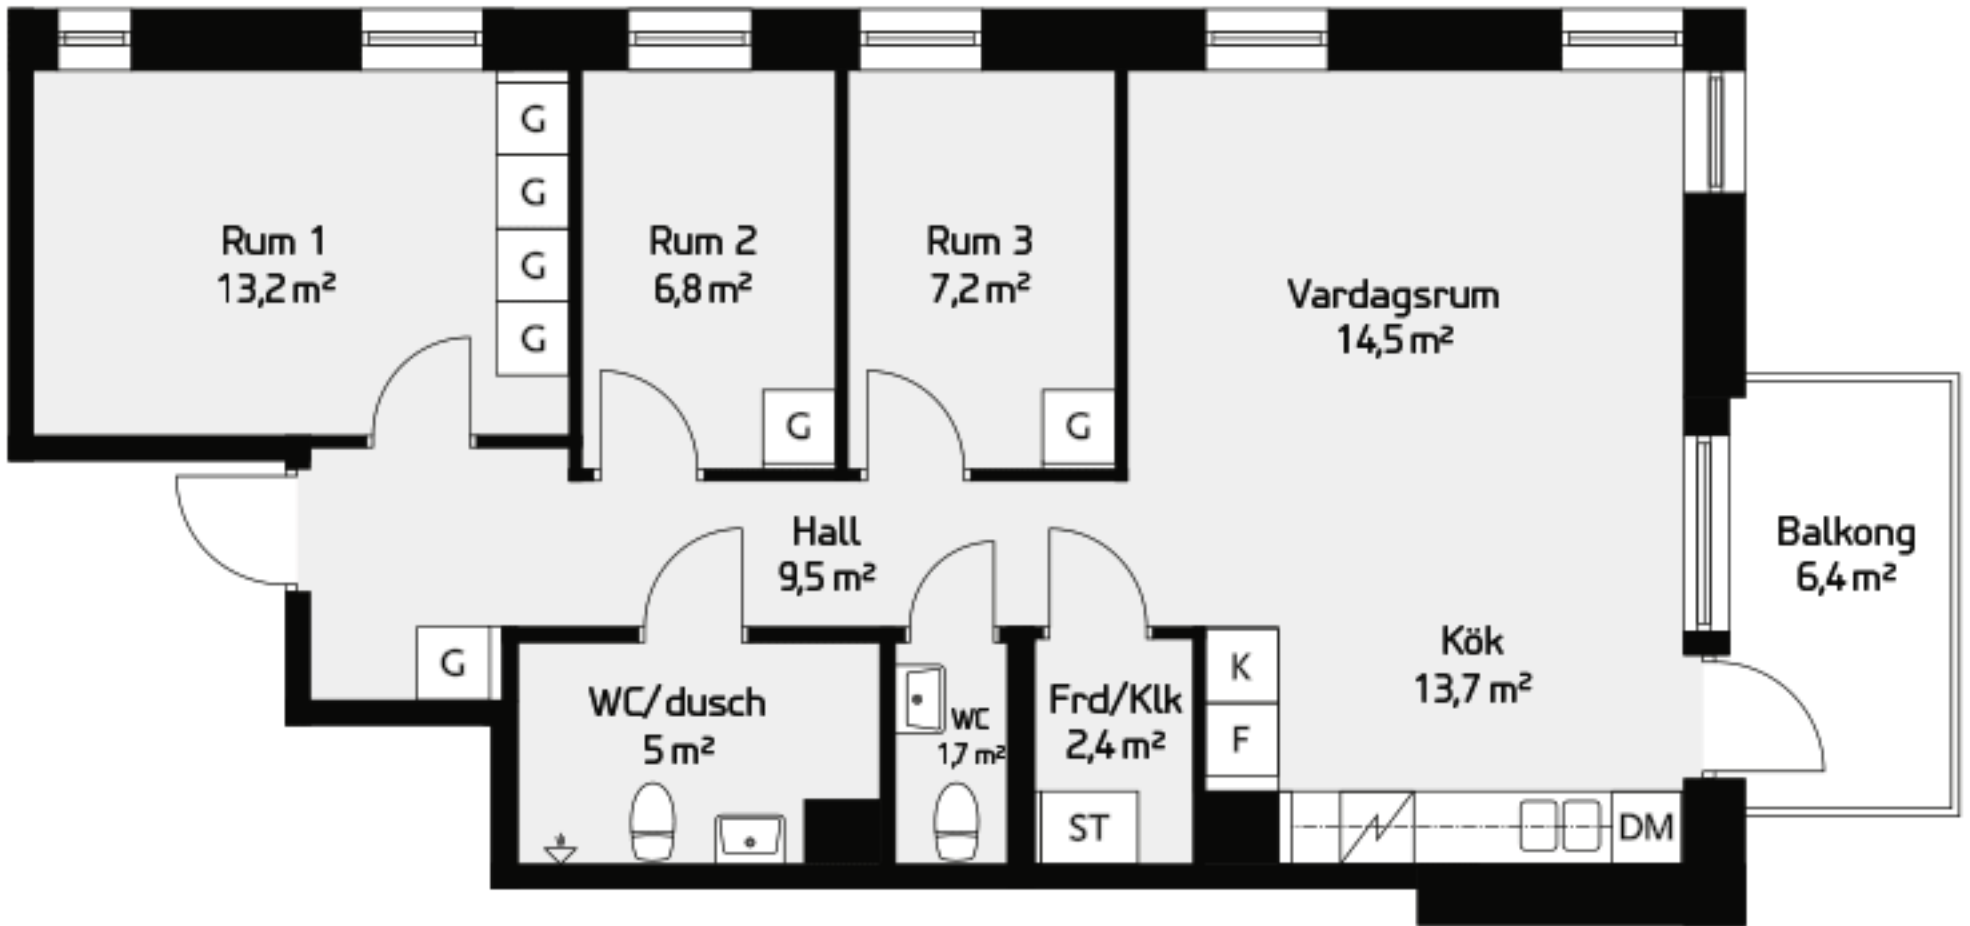 G
G
G
G
Rum 1
13,2 m²
Rum 2
6,8 m²
G
Rum 3
7,2 m²
G
Vardagsrum
14,5 m²
Hall
9,5 m²
Balkong
6,4 m²
G
WC/dusch
5 m²
WC
1,7 m²
Frd/Klk
2,4 m²
ST
K
F
Kök
13,7 m²
DM